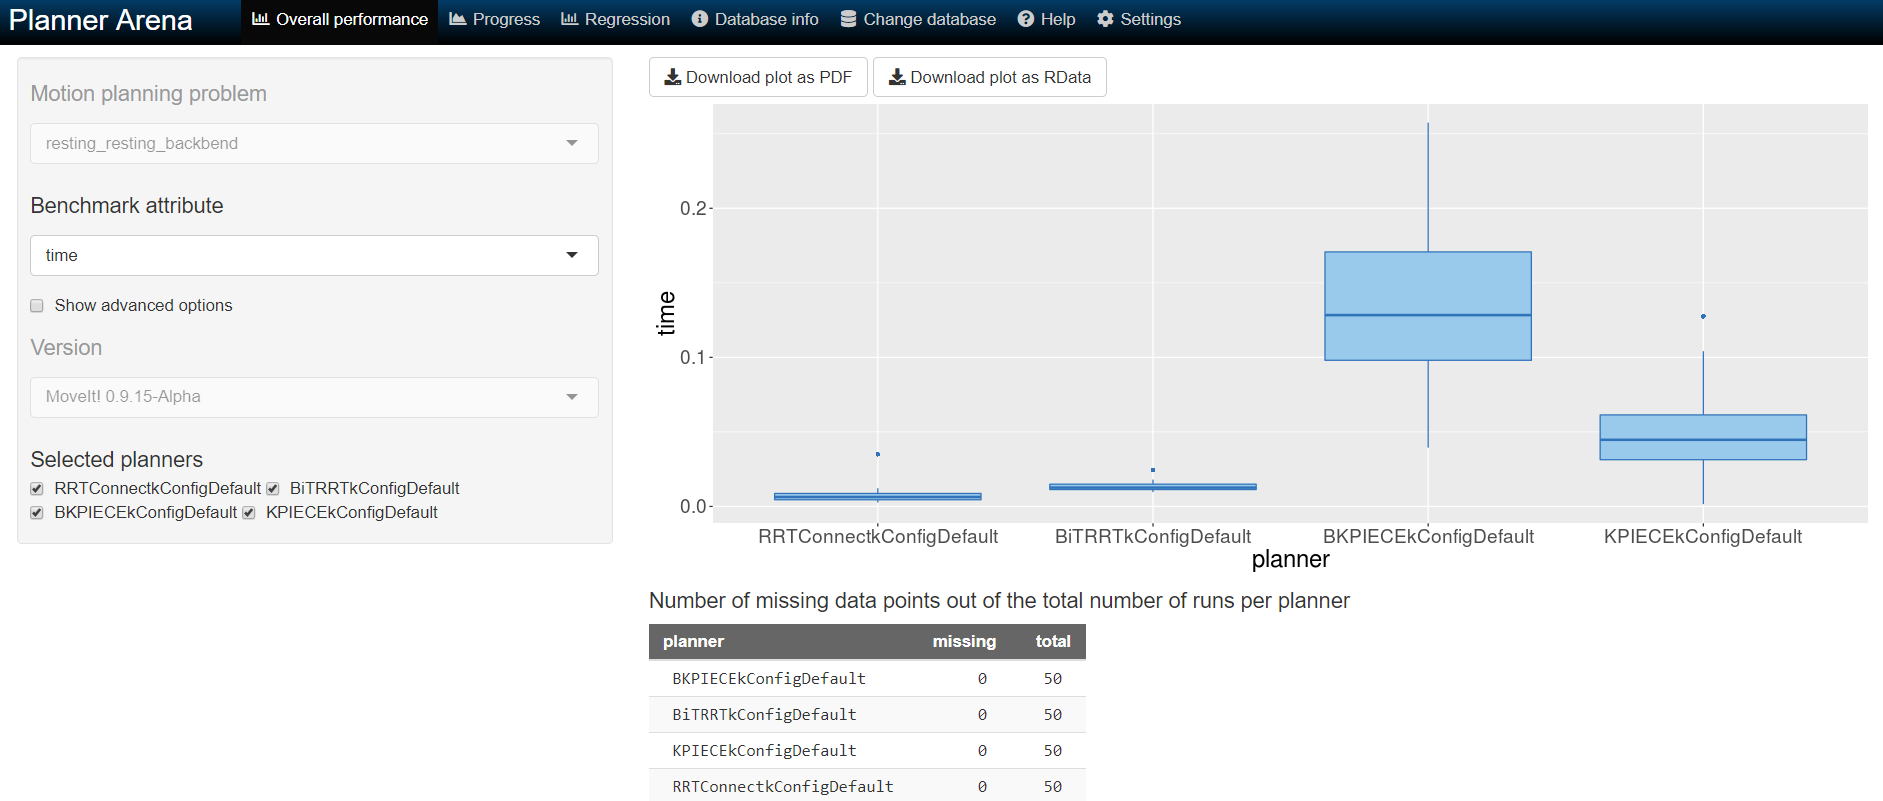 Planner Arena
Overall performance Progress Regression Database info Change database Help Settings
Motion planning problem
resting_resting_backbend
Benchmark attribute
time
Show advanced options
Version
MoveIt! 0.9.15-Alpha
Selected planners
RRTConnectkConfigDefault BiTRRTkConfigDefault
BKPIECEkConfigDefault KPIECEkConfigDefault
Download plot as PDF Download plot as RData
time
0.2
0.1
0.0
RRTConnectkConfigDefault BiTRRTkConfigDefault BKPIECEkConfigDefault KPIECEkConfigDefault
planner
Number of missing data points out of the total number of runs per planner
planner missing total
BKPIECEkConfigDefault 0 50
BiTRRTkConfigDefault 0 50
KPIECEkConfigDefault 0 50
RRTConnectkConfigDefault 0 50